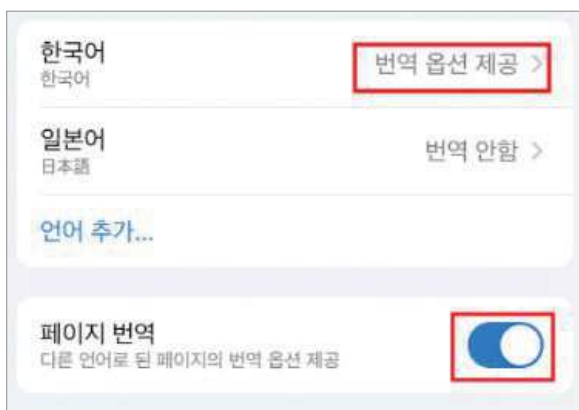 한국어
번역 옵션 제공 >
한국어
일본어
번역 안함 >
日本語
언어 추가...
페이지 번역
다른 언어로 된 페이지의 번역 옵션 제공